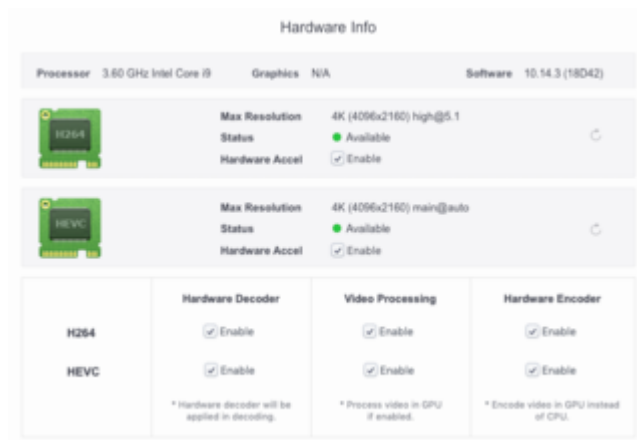 Hardware Info
Processor 3.60 GHz Intel Core i9 Graphics N/A Software 10.14.3 (18D42)
H264
Max Resolution 4K (4096x2160) high@5.1
Status Available
Hardware Accel Enable
HEVC
Max Resolution 4K (4096x2160) main@auto
Status Available
Hardware Accel Enable
Hardware Decoder Video Processing Hardware Encoder
H264 Enable Enable Enable
HEVC Enable Enable Enable
* Hardware decoder will be * Process video in GPU * Encode video in GPU instead
applied in decoding. if enabled. of CPU.